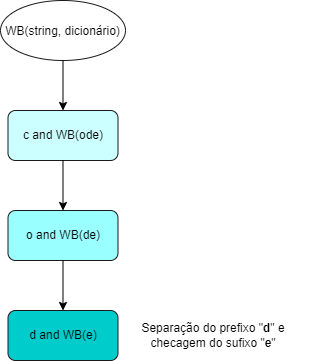 WB(string, dicionário)
c and WB(ode)
o and WB(de)
d and WB(e)
Separação do prefixo "d" e
checagem do sufixo "e"